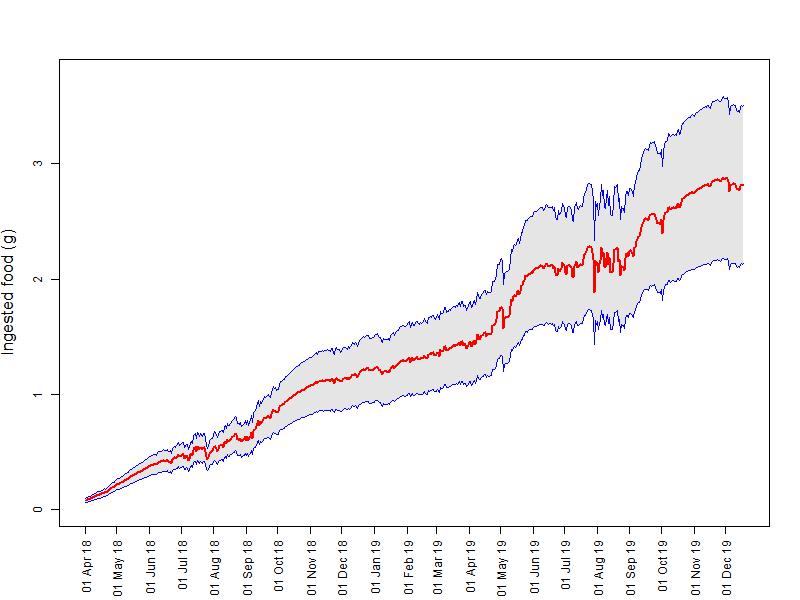 Ingested food (g)
3
2
1
0
01 Apr 18
01 May 18
01 Jun 18
01 Jul 18
01 Aug 18
01 Sep 18
01 Oct 18
01 Nov 18
01 Dec 18
01 Jan 19
01 Feb 19
01 Mar 19
01 Apr 19
01 May 19
01 Jun 19
01 Jul 19
01 Aug 19
01 Sep 19
01 Oct 19
01 Nov 19
01 Dec 19